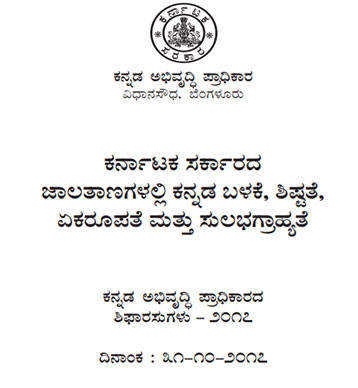 ಕರ್ನಾಟಕ ಸರಕಾರ
ಕನ್ನಡ ಅಭಿವೃದ್ಧಿ ಪ್ರಾಧಿಕಾರ
ವಿಧಾನಸೌಧ, ಬೆಂಗಳೂರು
ಕರ್ನಾಟಕ ಸರ್ಕಾರದ
ಜಾಲತಾಣಗಳಲ್ಲಿ ಕನ್ನಡ ಬಳಕೆ, ಶಿಷ್ಟತೆ,
ಏಕರೂಪತೆ ಮತ್ತು ಸುಲಭಗ್ರಾಹ್ಯತೆ
ಕನ್ನಡ ಅಭಿವೃದ್ಧಿ ಪ್ರಾಧಿಕಾರದ
ಶಿಫಾರಸುಗಳು – ೨೦೧೭
ದಿನಾಂಕ : ೩೧–೧೦–೨೦೧೭